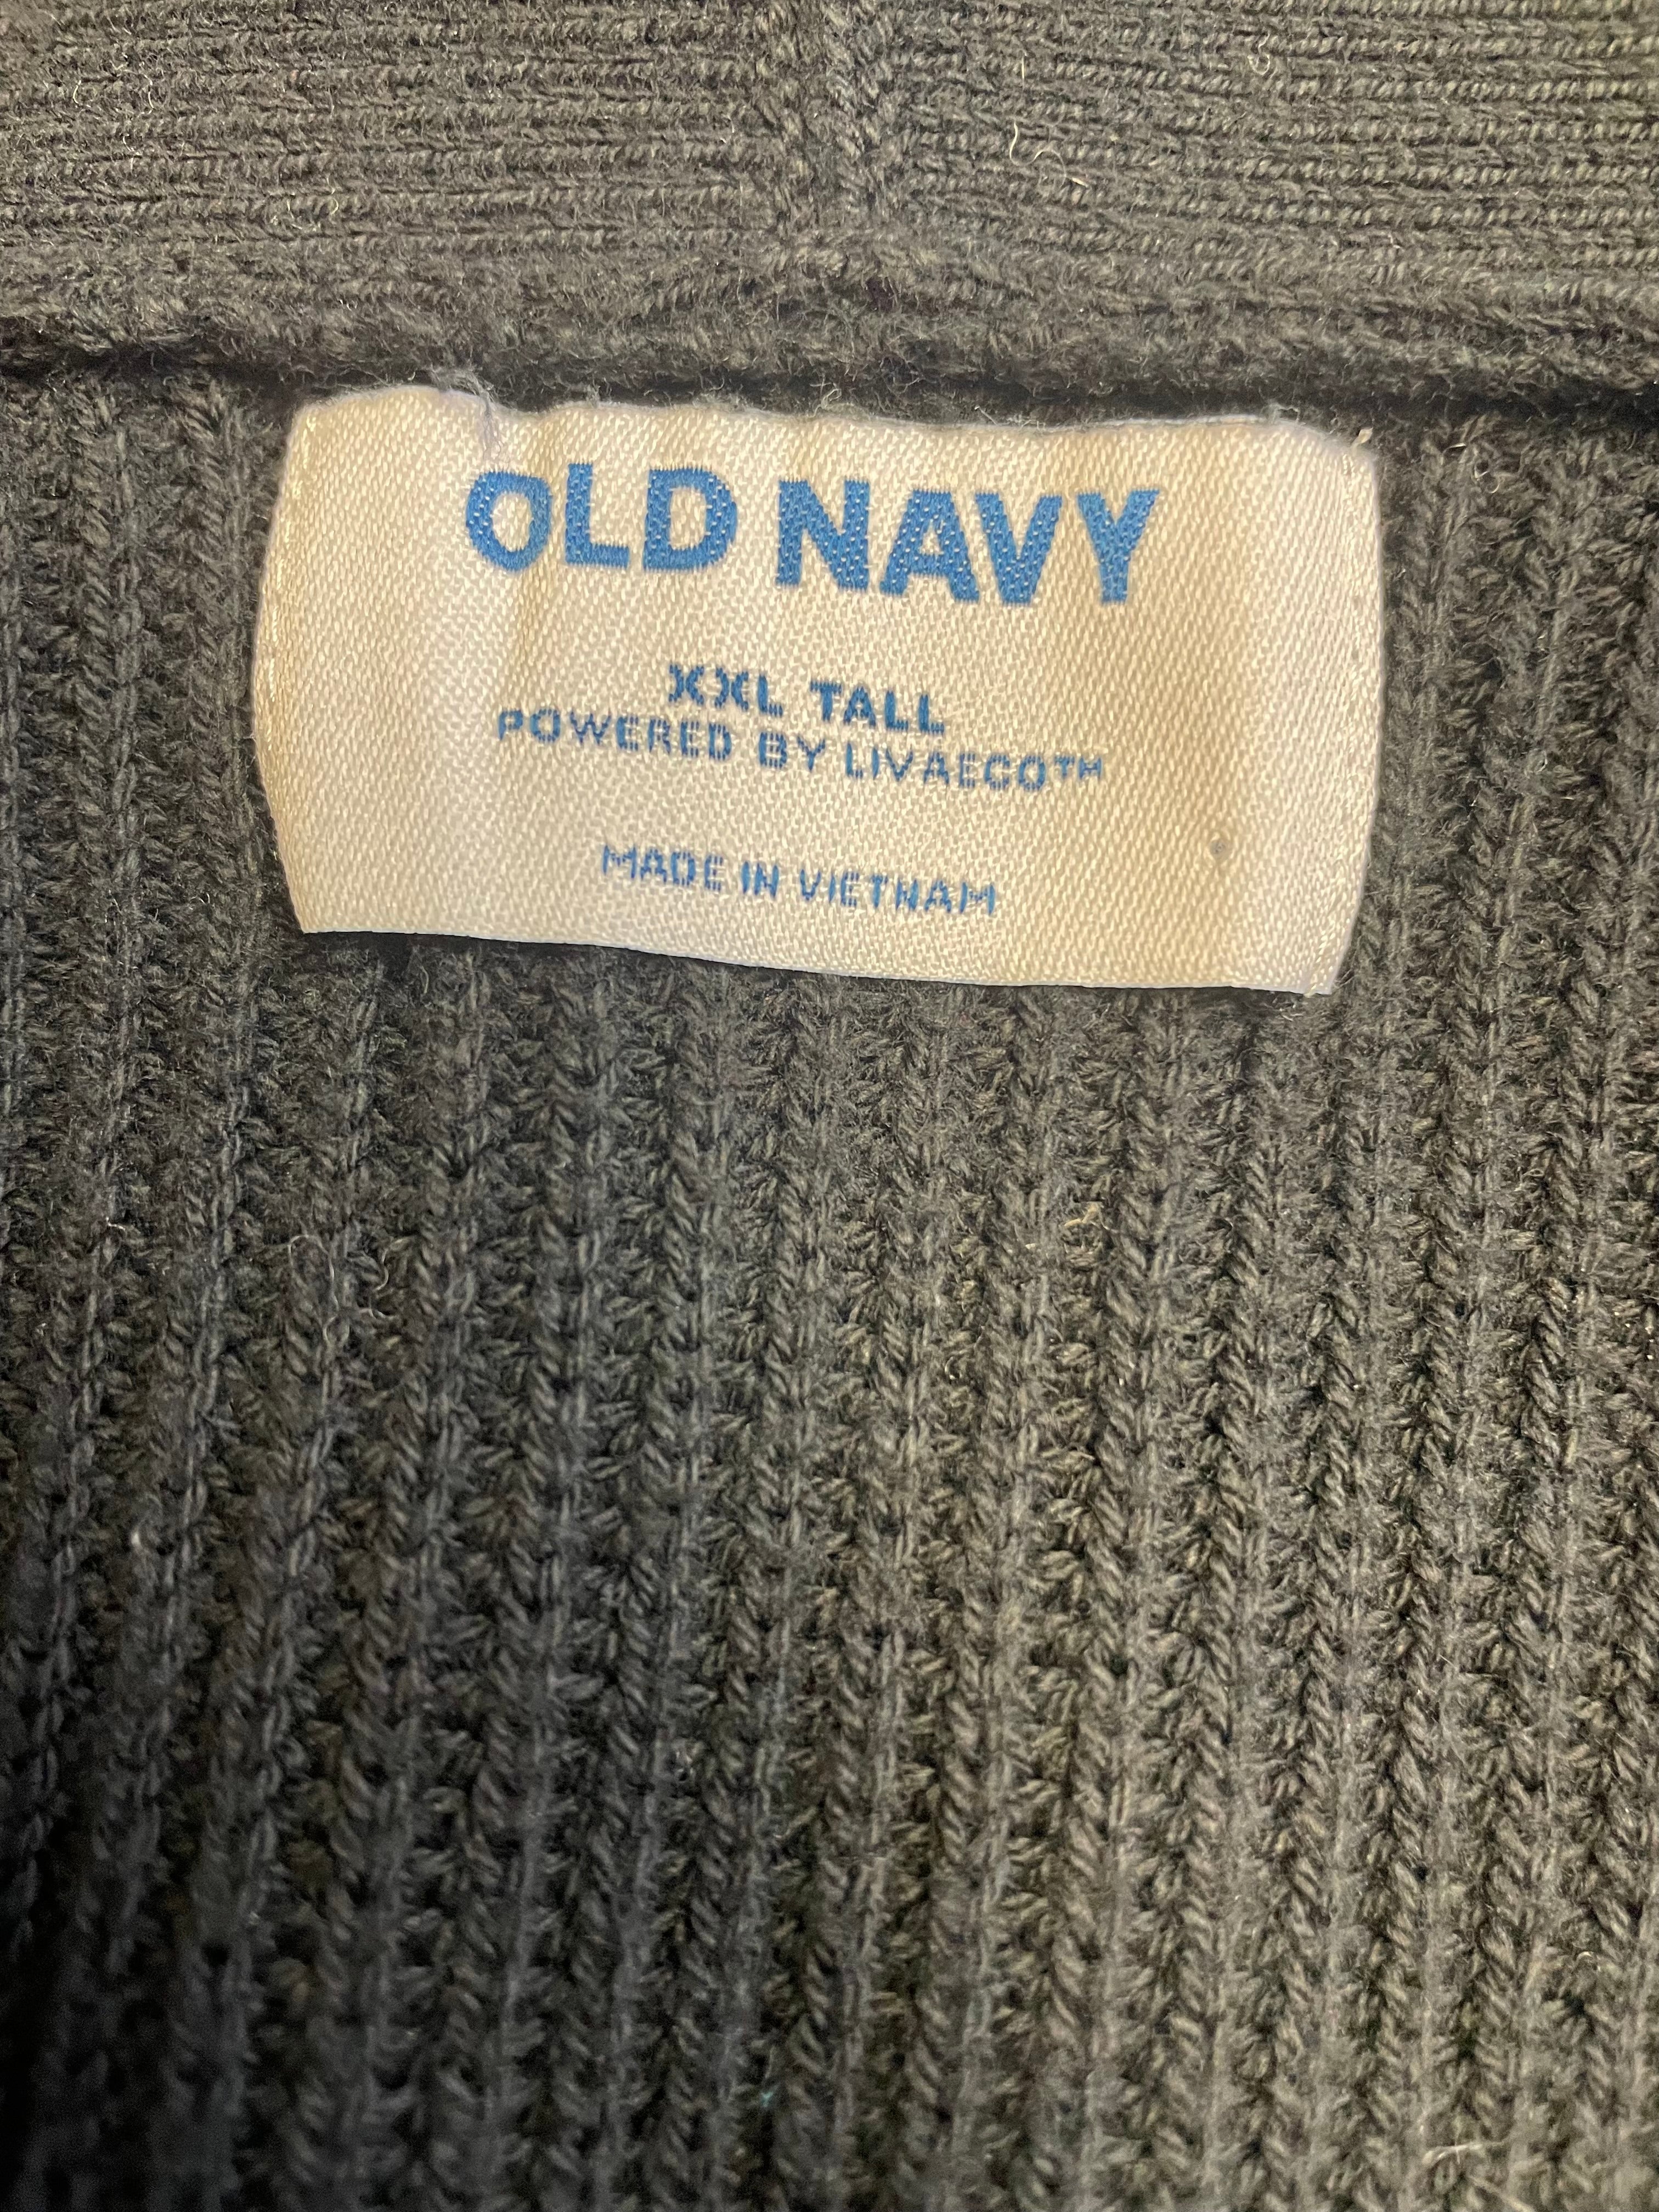 OLD NAVY
XXL TALL
POWERED BY LIVAECO™
MADE IN VIETNAM